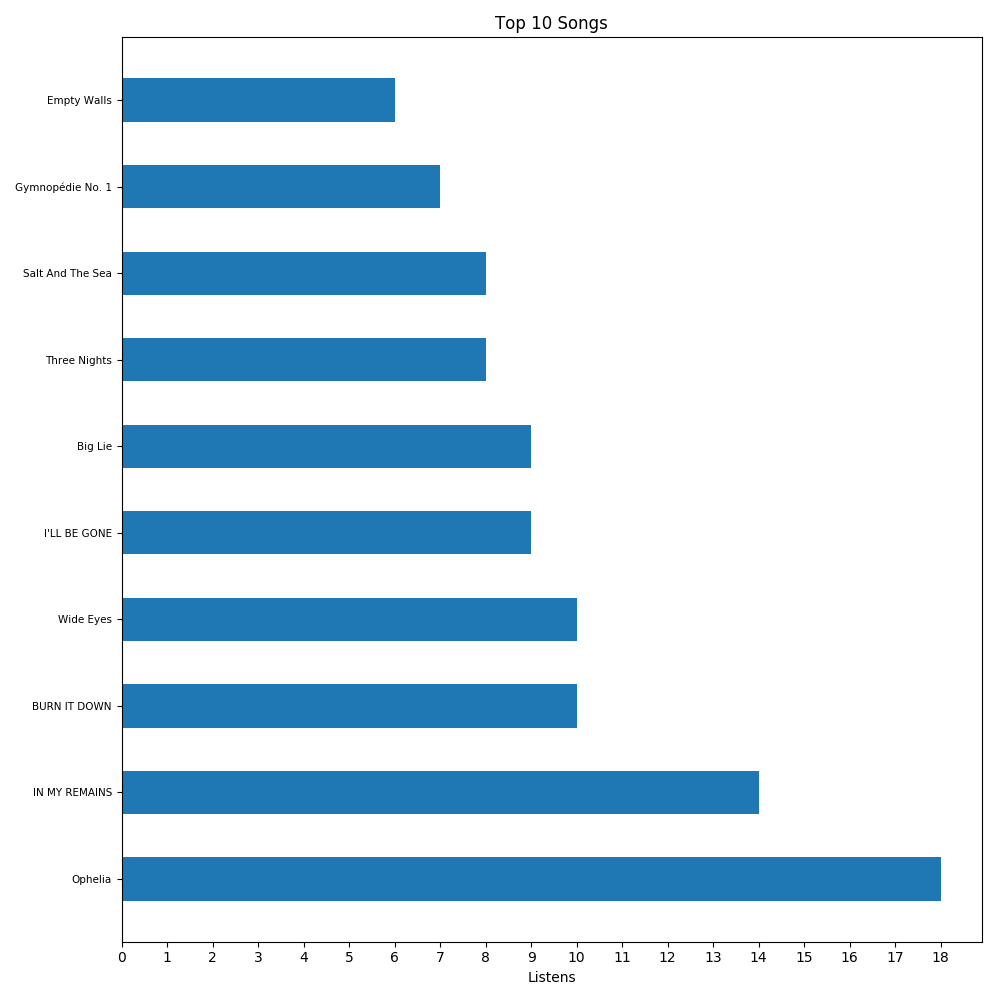 Top 10 Songs
Empty Walls
Gymnopédie No. 1
Salt And The Sea
Three Nights
Big Lie
I'LL BE GONE
Wide Eyes
BURN IT DOWN
IN MY REMAINS
Ophelia
0 1 2 3 4 5 6 7 8 9 10 11 12 13 14 15 16 17 18
Listens